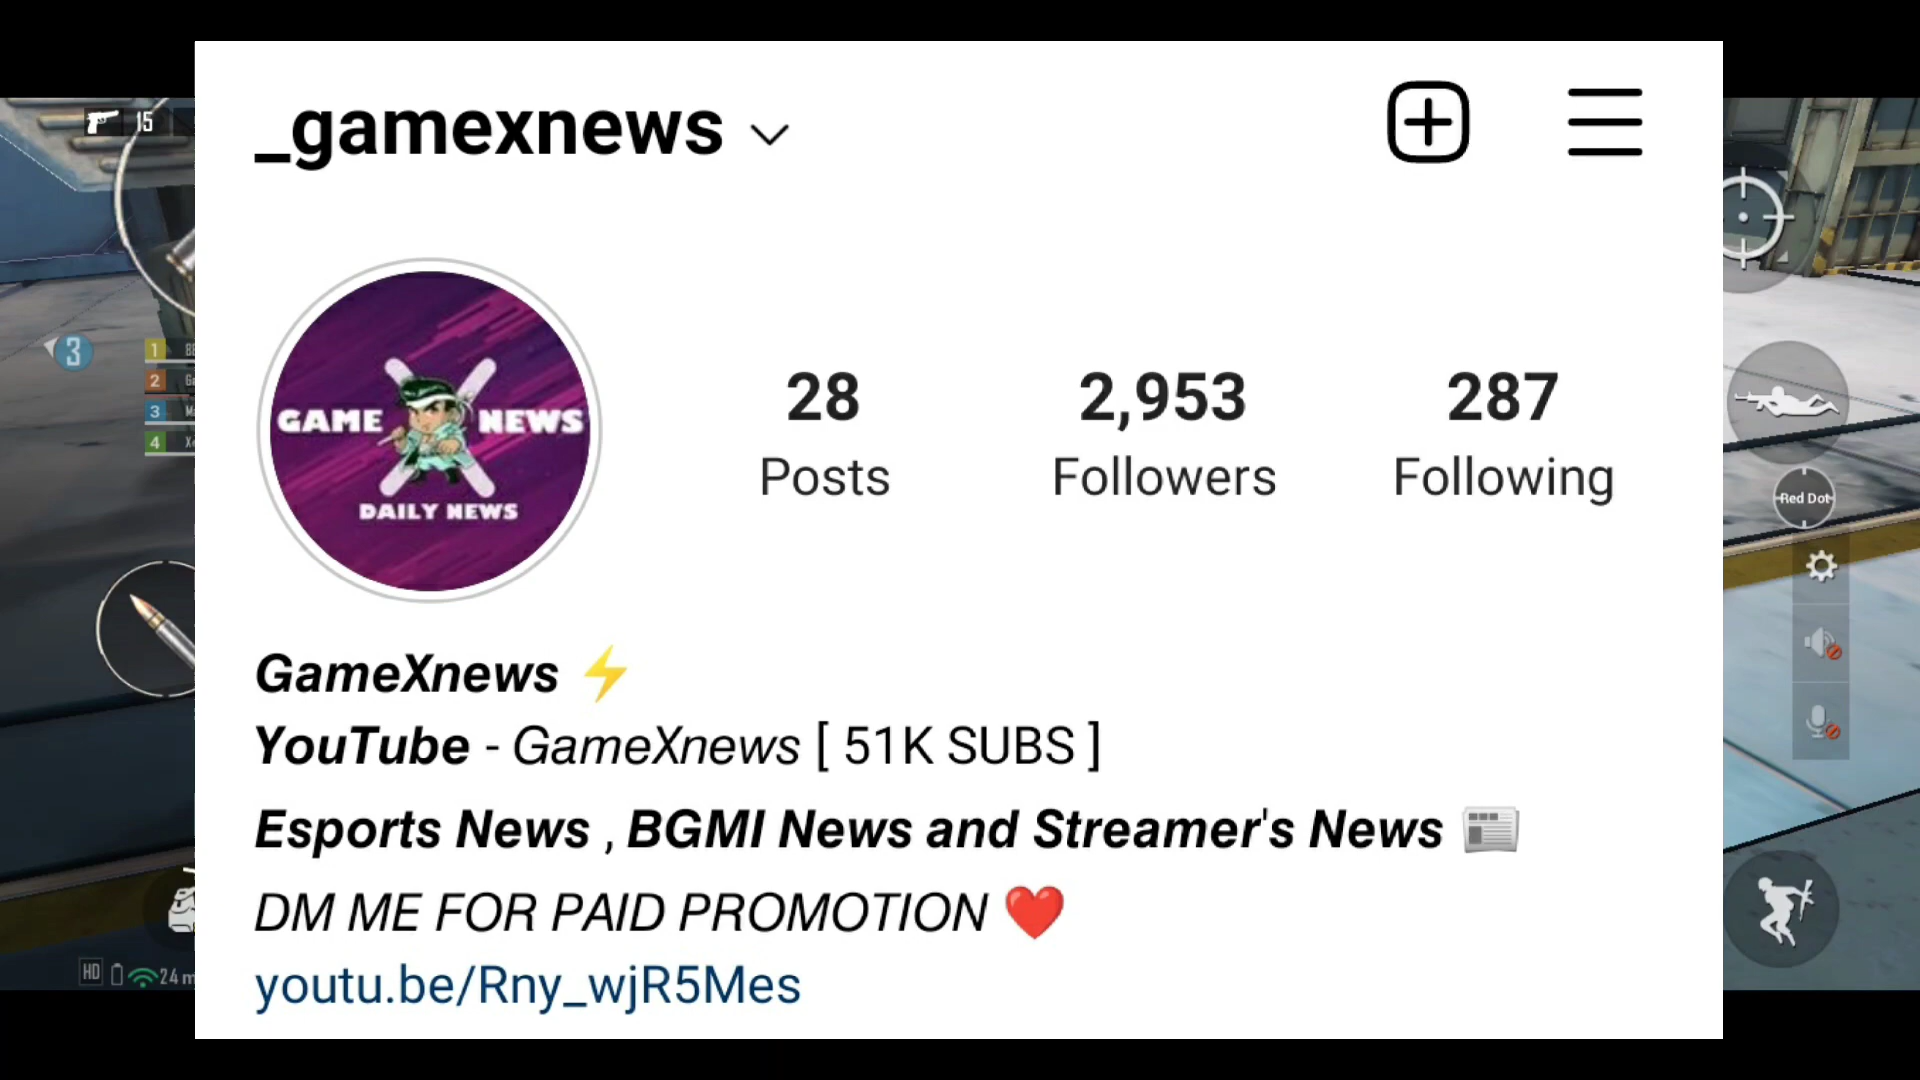 _gamexnews
15
3
1
2
3
4
GAME NEWS
DAILY NEWS
28
Posts
2,953
Followers
287
Following
Red Dot
GameXnews ⚡
YouTube - GameXnews [ 51K SUBS ]
Esports News , BGMI News and Streamer's News 📰
DM ME FOR PAID PROMOTION ❤️
youtu.be/Rny_wjR5Mes
HD
24 m